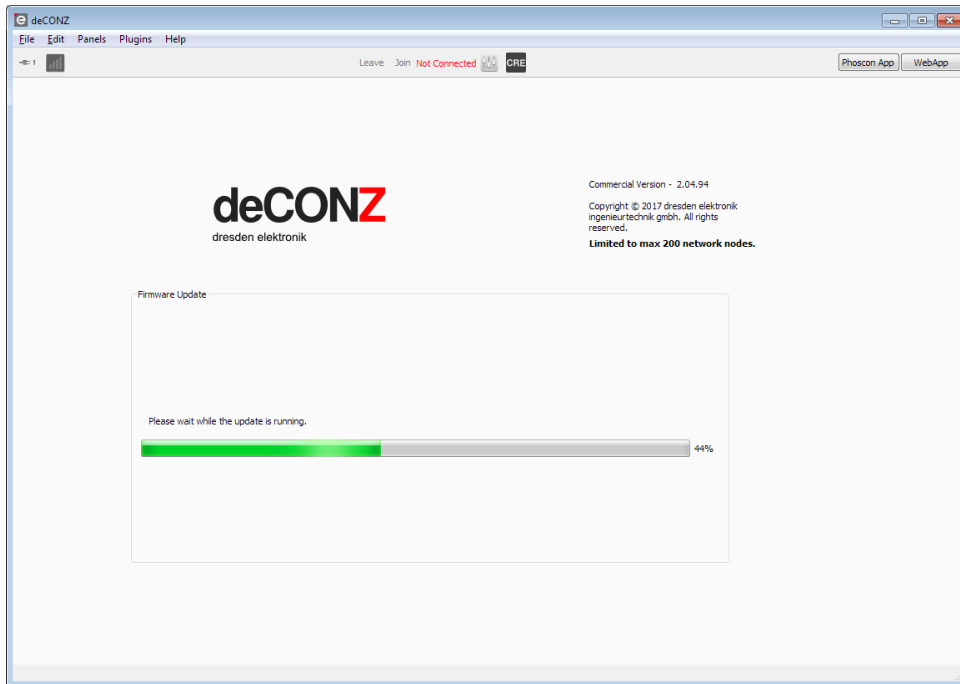 deCONZ
File Edit Panels Plugins Help
Leave Join Not Connected CRE Phoscon App WebApp
deCONZ
dresden elektronik
Commercial Version - 2.04.94
Copyright © 2017 dresden elektronik
ingenieurtechnik gmbh. All rights
reserved.
Limited to max 200 network nodes.
Firmware Update
Please wait while the update is running.
44%